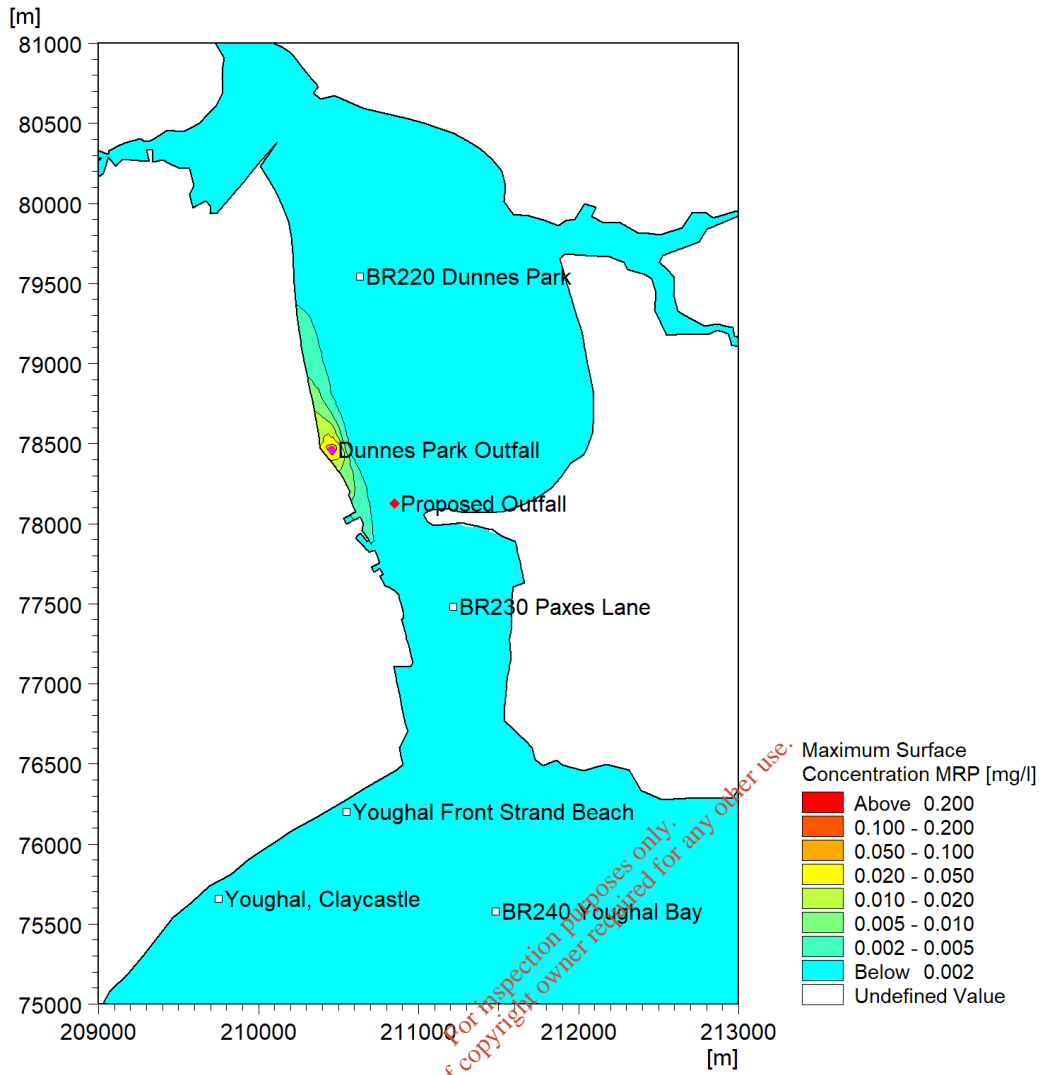 [m]
81000
80500
80000
79500
79000
78500
78000
77500
77000
76500
76000
75500
75000
209000
210000
211000
212000
213000
[m]
BR220 Dunnes Park
Dunnes Park Outfall
Proposed Outfall
BR230 Paxes Lane
Youghal Front Strand Beach
Youghal, Claycastle
BR240 Youghal Bay
For inspection purposes only.
f copyright owner required for any other use.
Maximum Surface
Concentration MRP [mg/l]
Above 0.200
0.100 - 0.200
0.050 - 0.100
0.020 - 0.050
0.010 - 0.020
0.005 - 0.010
0.002 - 0.005
Below 0.002
Undefined Value